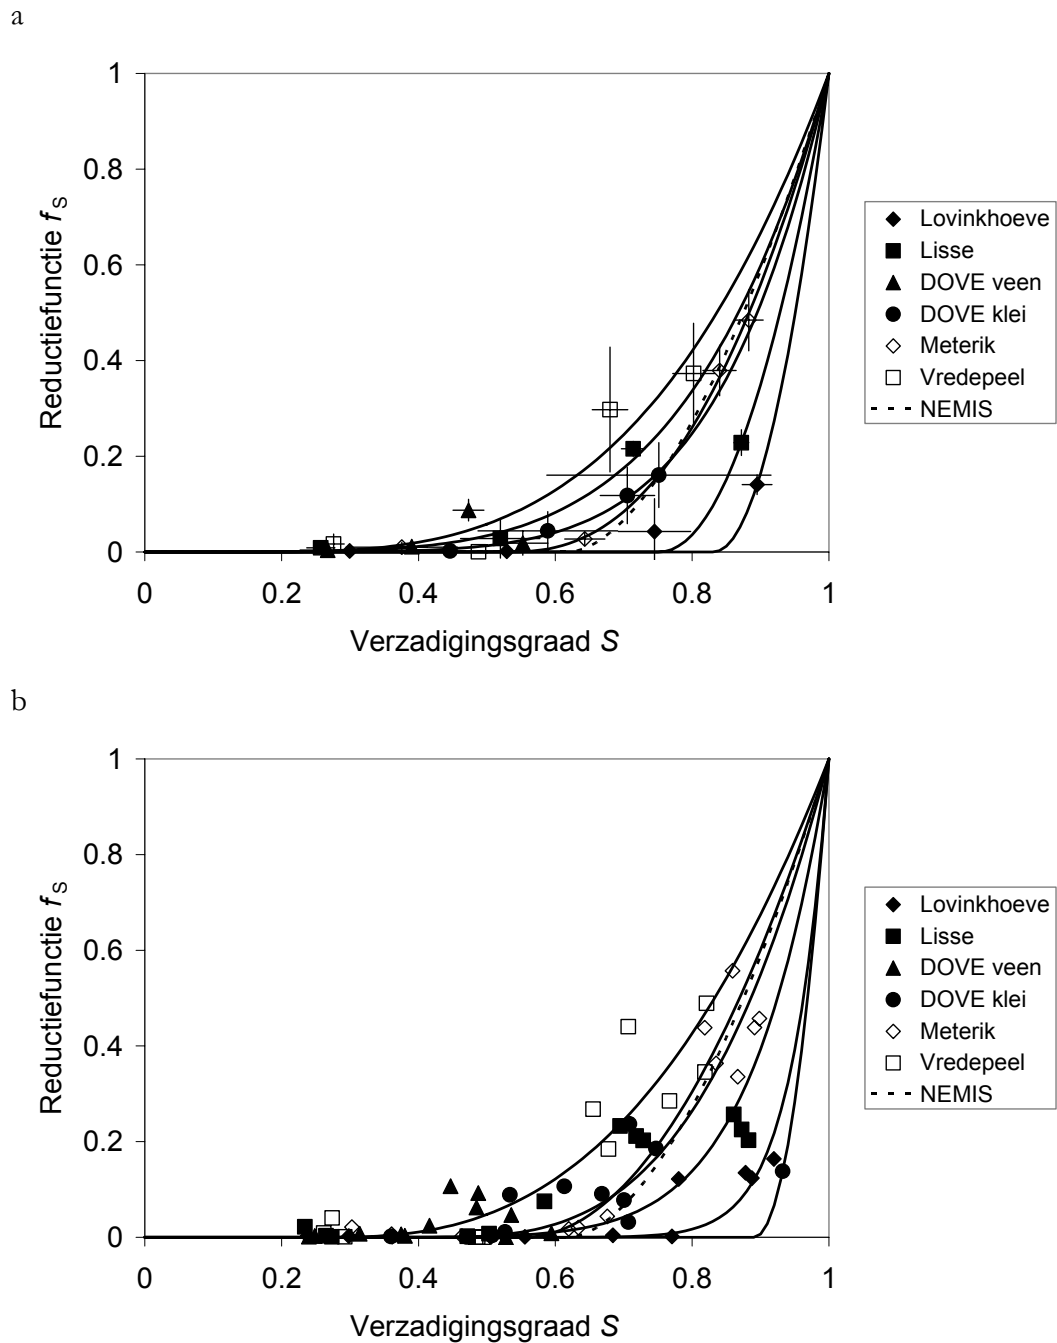 a
1
0.8
0.6
0.4
0.2
0
0 0.2 0.4 0.6 0.8 1
Reductiefunctie fS
Verzadigingsgraad S
Lovinkhoeve
Lisse
DOVE veen
DOVE klei
Meterik
Vredepeel
NEMIS
b
1
0.8
0.6
0.4
0.2
0
0 0.2 0.4 0.6 0.8 1
Reductiefunctie fS
Verzadigingsgraad S
Lovinkhoeve
Lisse
DOVE veen
DOVE klei
Meterik
Vredepeel
NEMIS